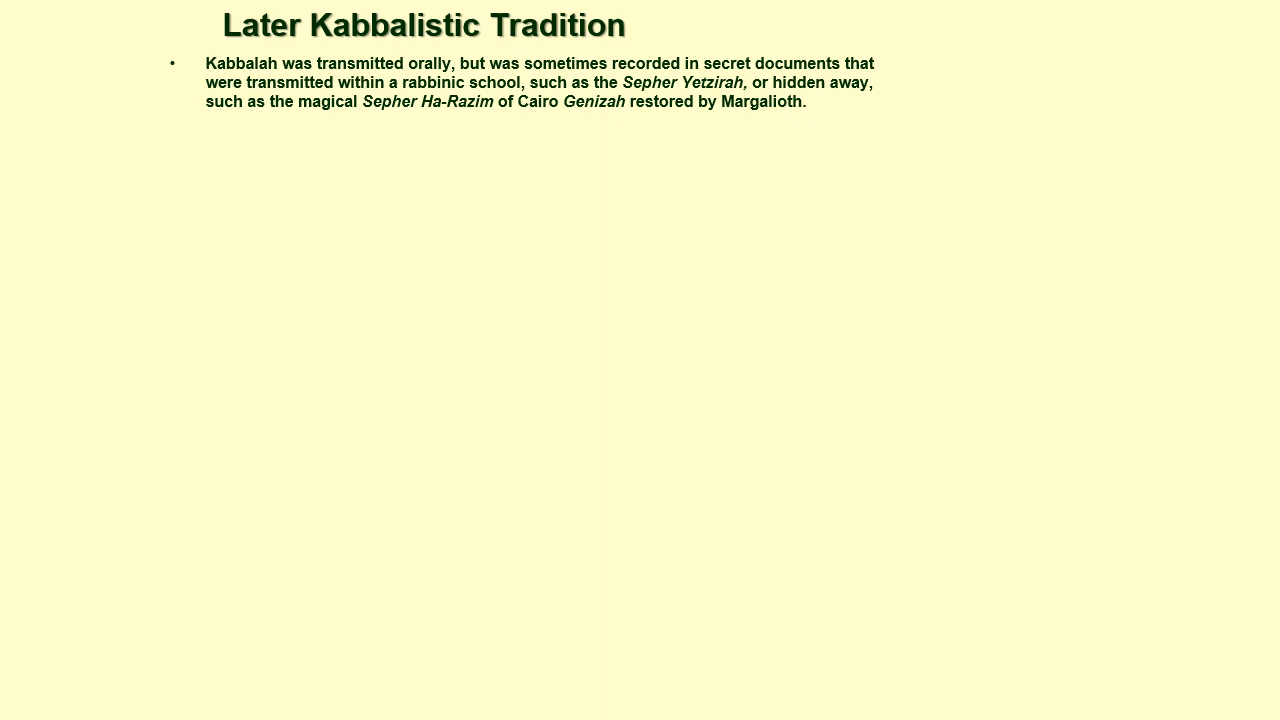 Later Kabbalistic Tradition
• Kabbalah was transmitted orally, but was sometimes recorded in secret documents that
were transmitted within a rabbinic school, such as the Sepher Yetzirah, or hidden away,
such as the magical Sepher Ha-Razim of Cairo Genizah restored by Margalioth.